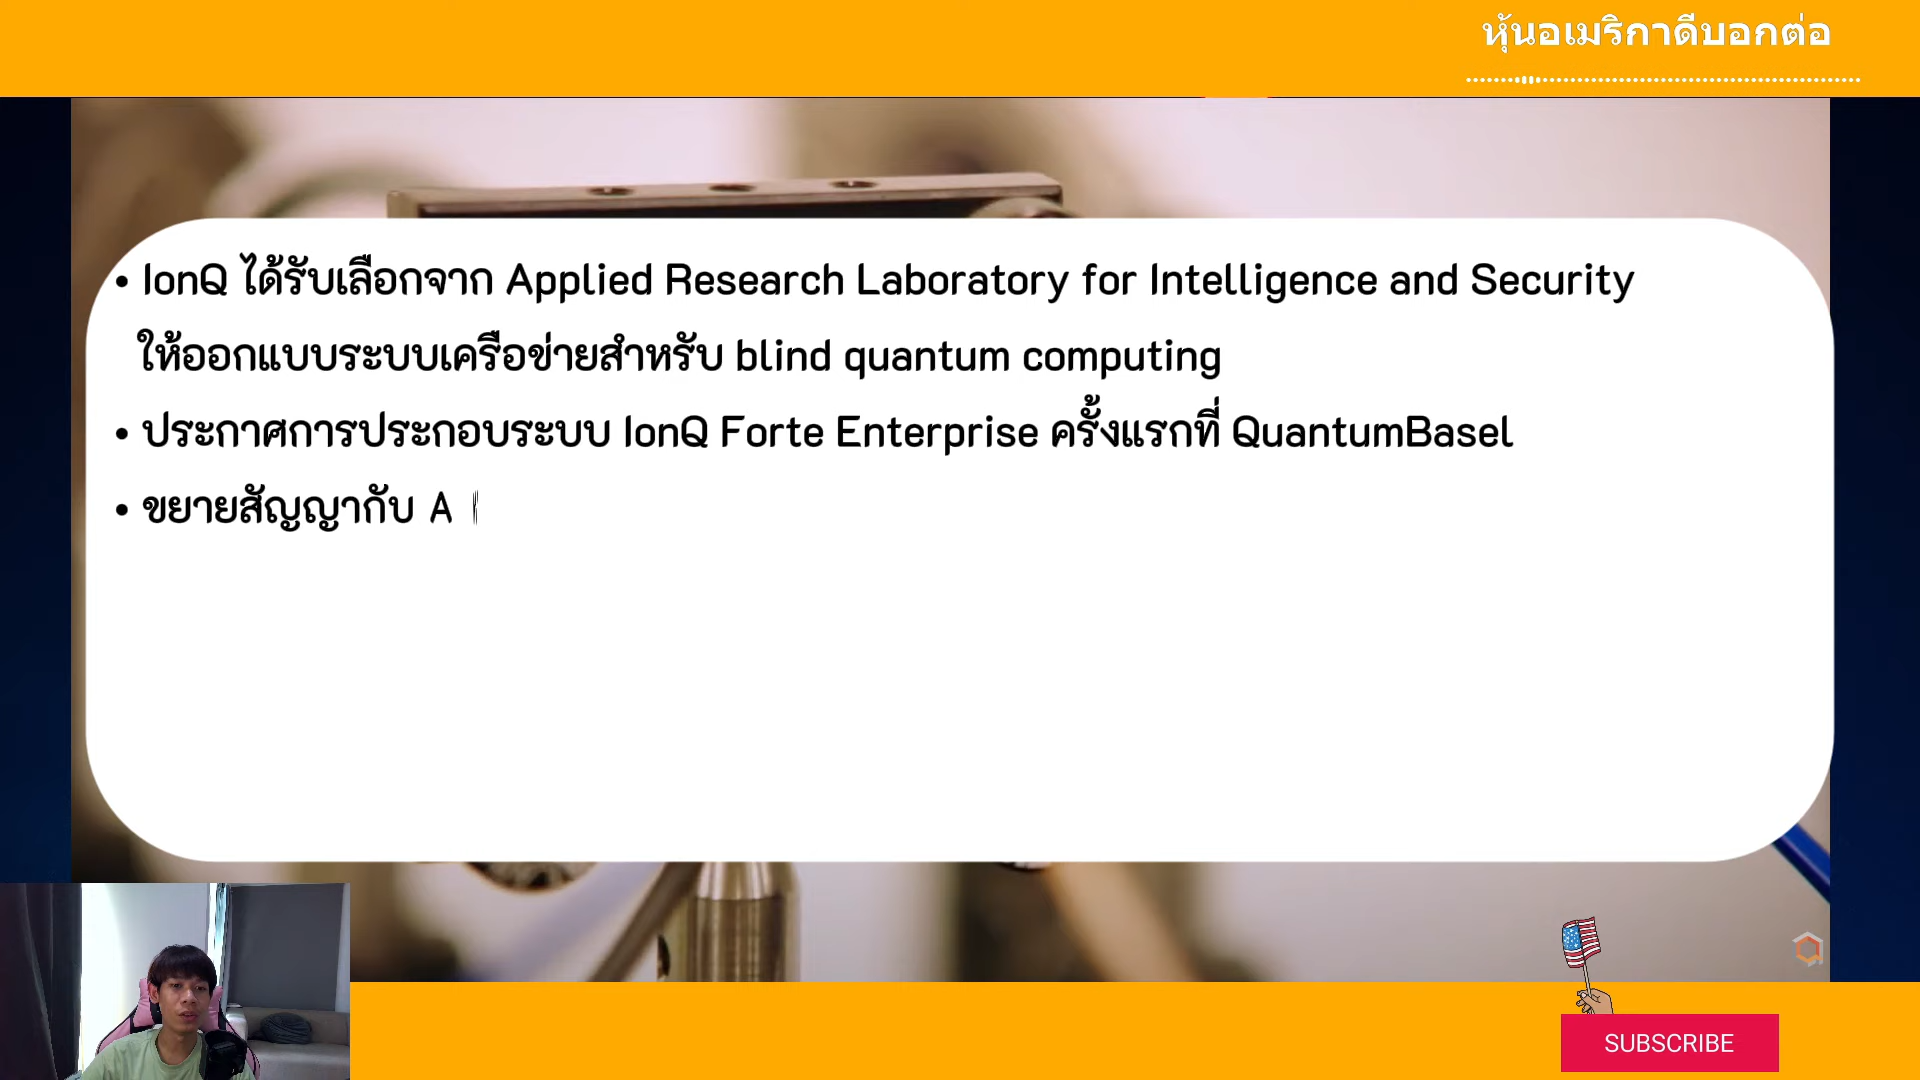 หุ้นอเมริกาดีบอกต่อ
• IonQ ได้รับเลือกจาก Applied Research Laboratory for Intelligence and Security
ให้ออกแบบระบบเครือข่ายสำหรับ blind quantum computing
• ประกาศการประกอบระบบ IonQ Forte Enterprise ครั้งแรกที่ QuantumBasel
• ขยายสัญญากับ A
SUBSCRIBE